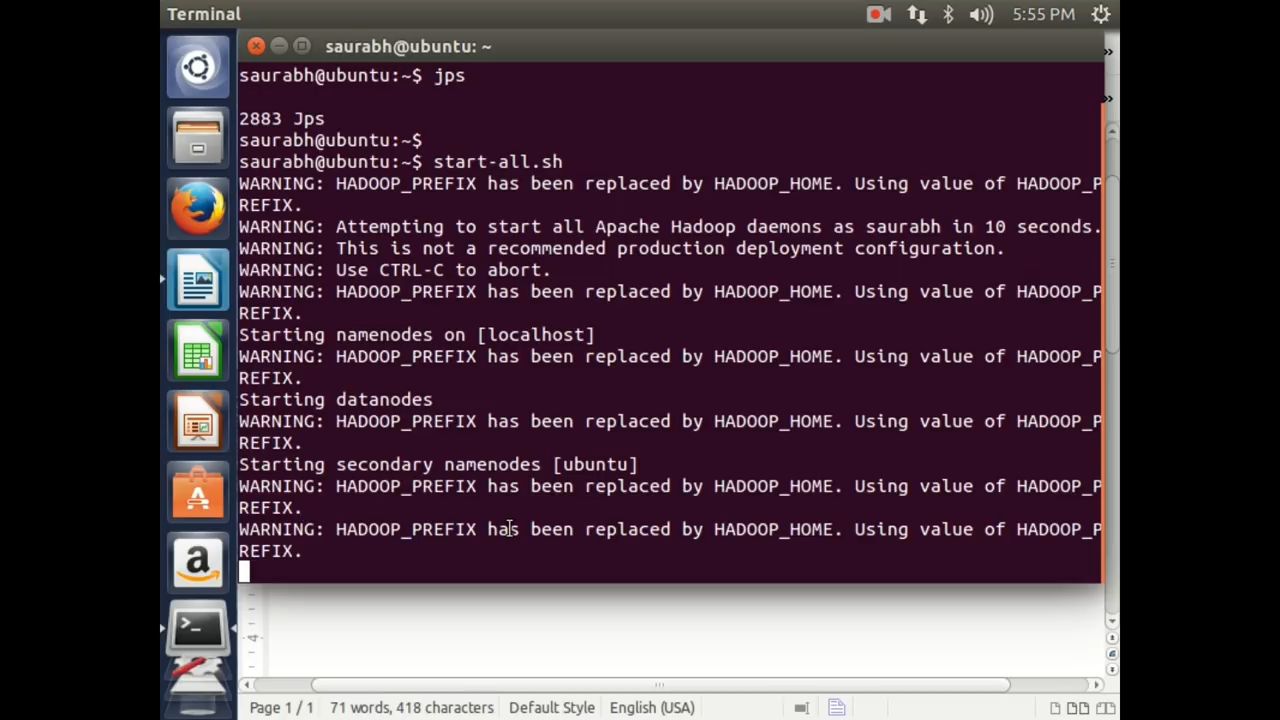 Terminal
5:55 PM
saurabh@ubuntu: ~
saurabh@ubuntu:~$ jps
2883 Jps
saurabh@ubuntu:~$
saurabh@ubuntu:~$ start-all.sh
WARNING: HADOOP_PREFIX has been replaced by HADOOP_HOME. Using value of HADOOP_P
REFIX.
WARNING: Attempting to start all Apache Hadoop daemons as saurabh in 10 seconds.
WARNING: This is not a recommended production deployment configuration.
WARNING: Use CTRL-C to abort.
WARNING: HADOOP_PREFIX has been replaced by HADOOP_HOME. Using value of HADOOP_P
REFIX.
Starting namenodes on [localhost]
WARNING: HADOOP_PREFIX has been replaced by HADOOP_HOME. Using value of HADOOP_P
REFIX.
Starting datanodes
WARNING: HADOOP_PREFIX has been replaced by HADOOP_HOME. Using value of HADOOP_P
REFIX.
Starting secondary namenodes [ubuntu]
WARNING: HADOOP_PREFIX has been replaced by HADOOP_HOME. Using value of HADOOP_P
REFIX.
WARNING: HADOOP_PREFIX has been replaced by HADOOP_HOME. Using value of HADOOP_P
REFIX.
4
Page 1 / 1 71 words, 418 characters Default Style English (USA)